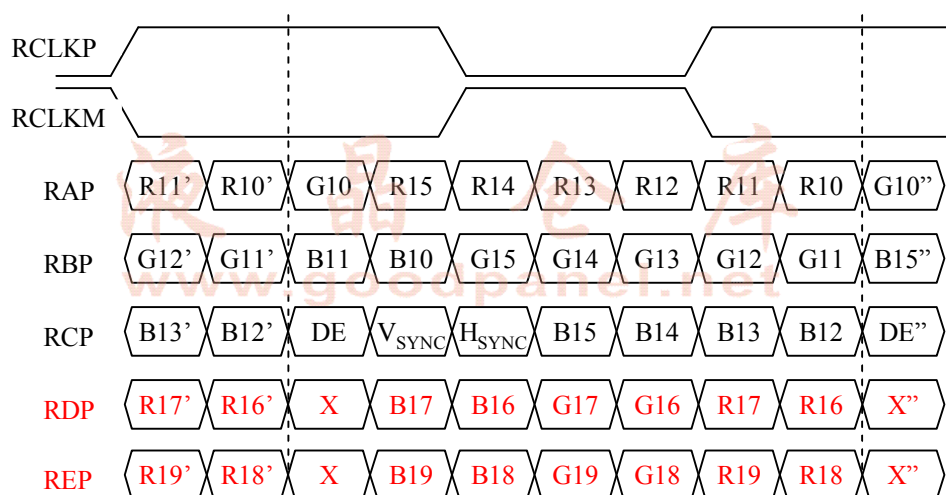 RCLKP
RCLKM
RAP R11’ R10’ G10 R15 R14 R13 R12 R11 R10 G10”
RBP G12’ G11’ B11 B10 G15 G14 G13 G12 G11 B15”
RCP B13’ B12’ DE VSYNC HSYNC B15 B14 B13 B12 DE”
RDP R17’ R16’ X B17 B16 G17 G16 R17 R16 X”
REP R19’ R18’ X B19 B18 G19 G18 R19 R18 X”
液晶仓库
www.goodpanel.net